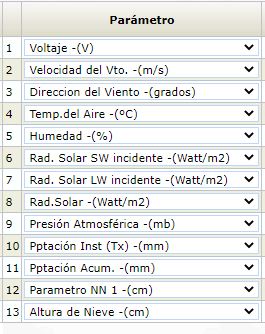 Parámetro
1 Voltaje -(V)
2 Velocidad del Vto. -(m/s)
3 Direccion del Viento -(grados)
4 Temp.del Aire -(ºC)
5 Humedad -(%)
6 Rad. Solar SW incidente -(Watt/m2)
7 Rad. Solar LW incidente -(Watt/m2)
8 Rad.Solar -(Watt/m2)
9 Presión Atmosférica -(mb)
10 Pptación Inst (Tx) -(mm)
11 Pptación Acum. -(mm)
12 Parametro NN 1 -(cm)
13 Altura de Nieve -(cm)